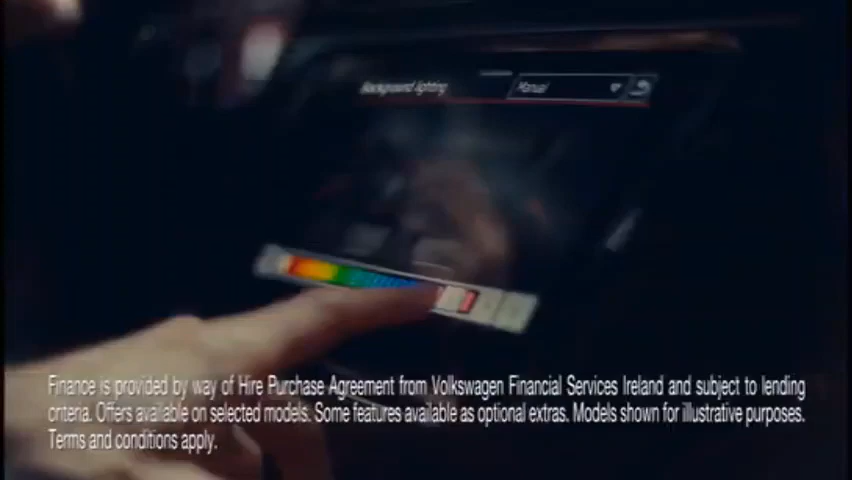 Background lighting
Manual
Finance is provided by way of Hire Purchase Agreement from Volkswagen Financial Services Ireland and subject to lending
criteria. Offers available on selected models. Some features available as optional extras. Models shown for illustrative purposes.
Terms and conditions apply.